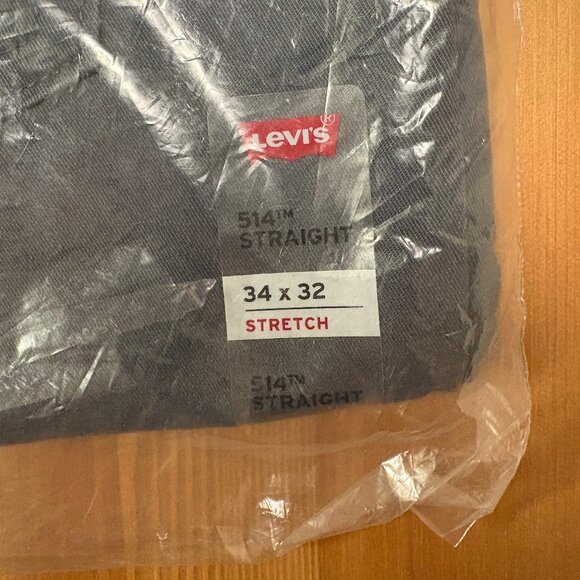 Levi's®
514™
STRAIGHT
34 x 32
STRETCH
514™
STRAIGHT